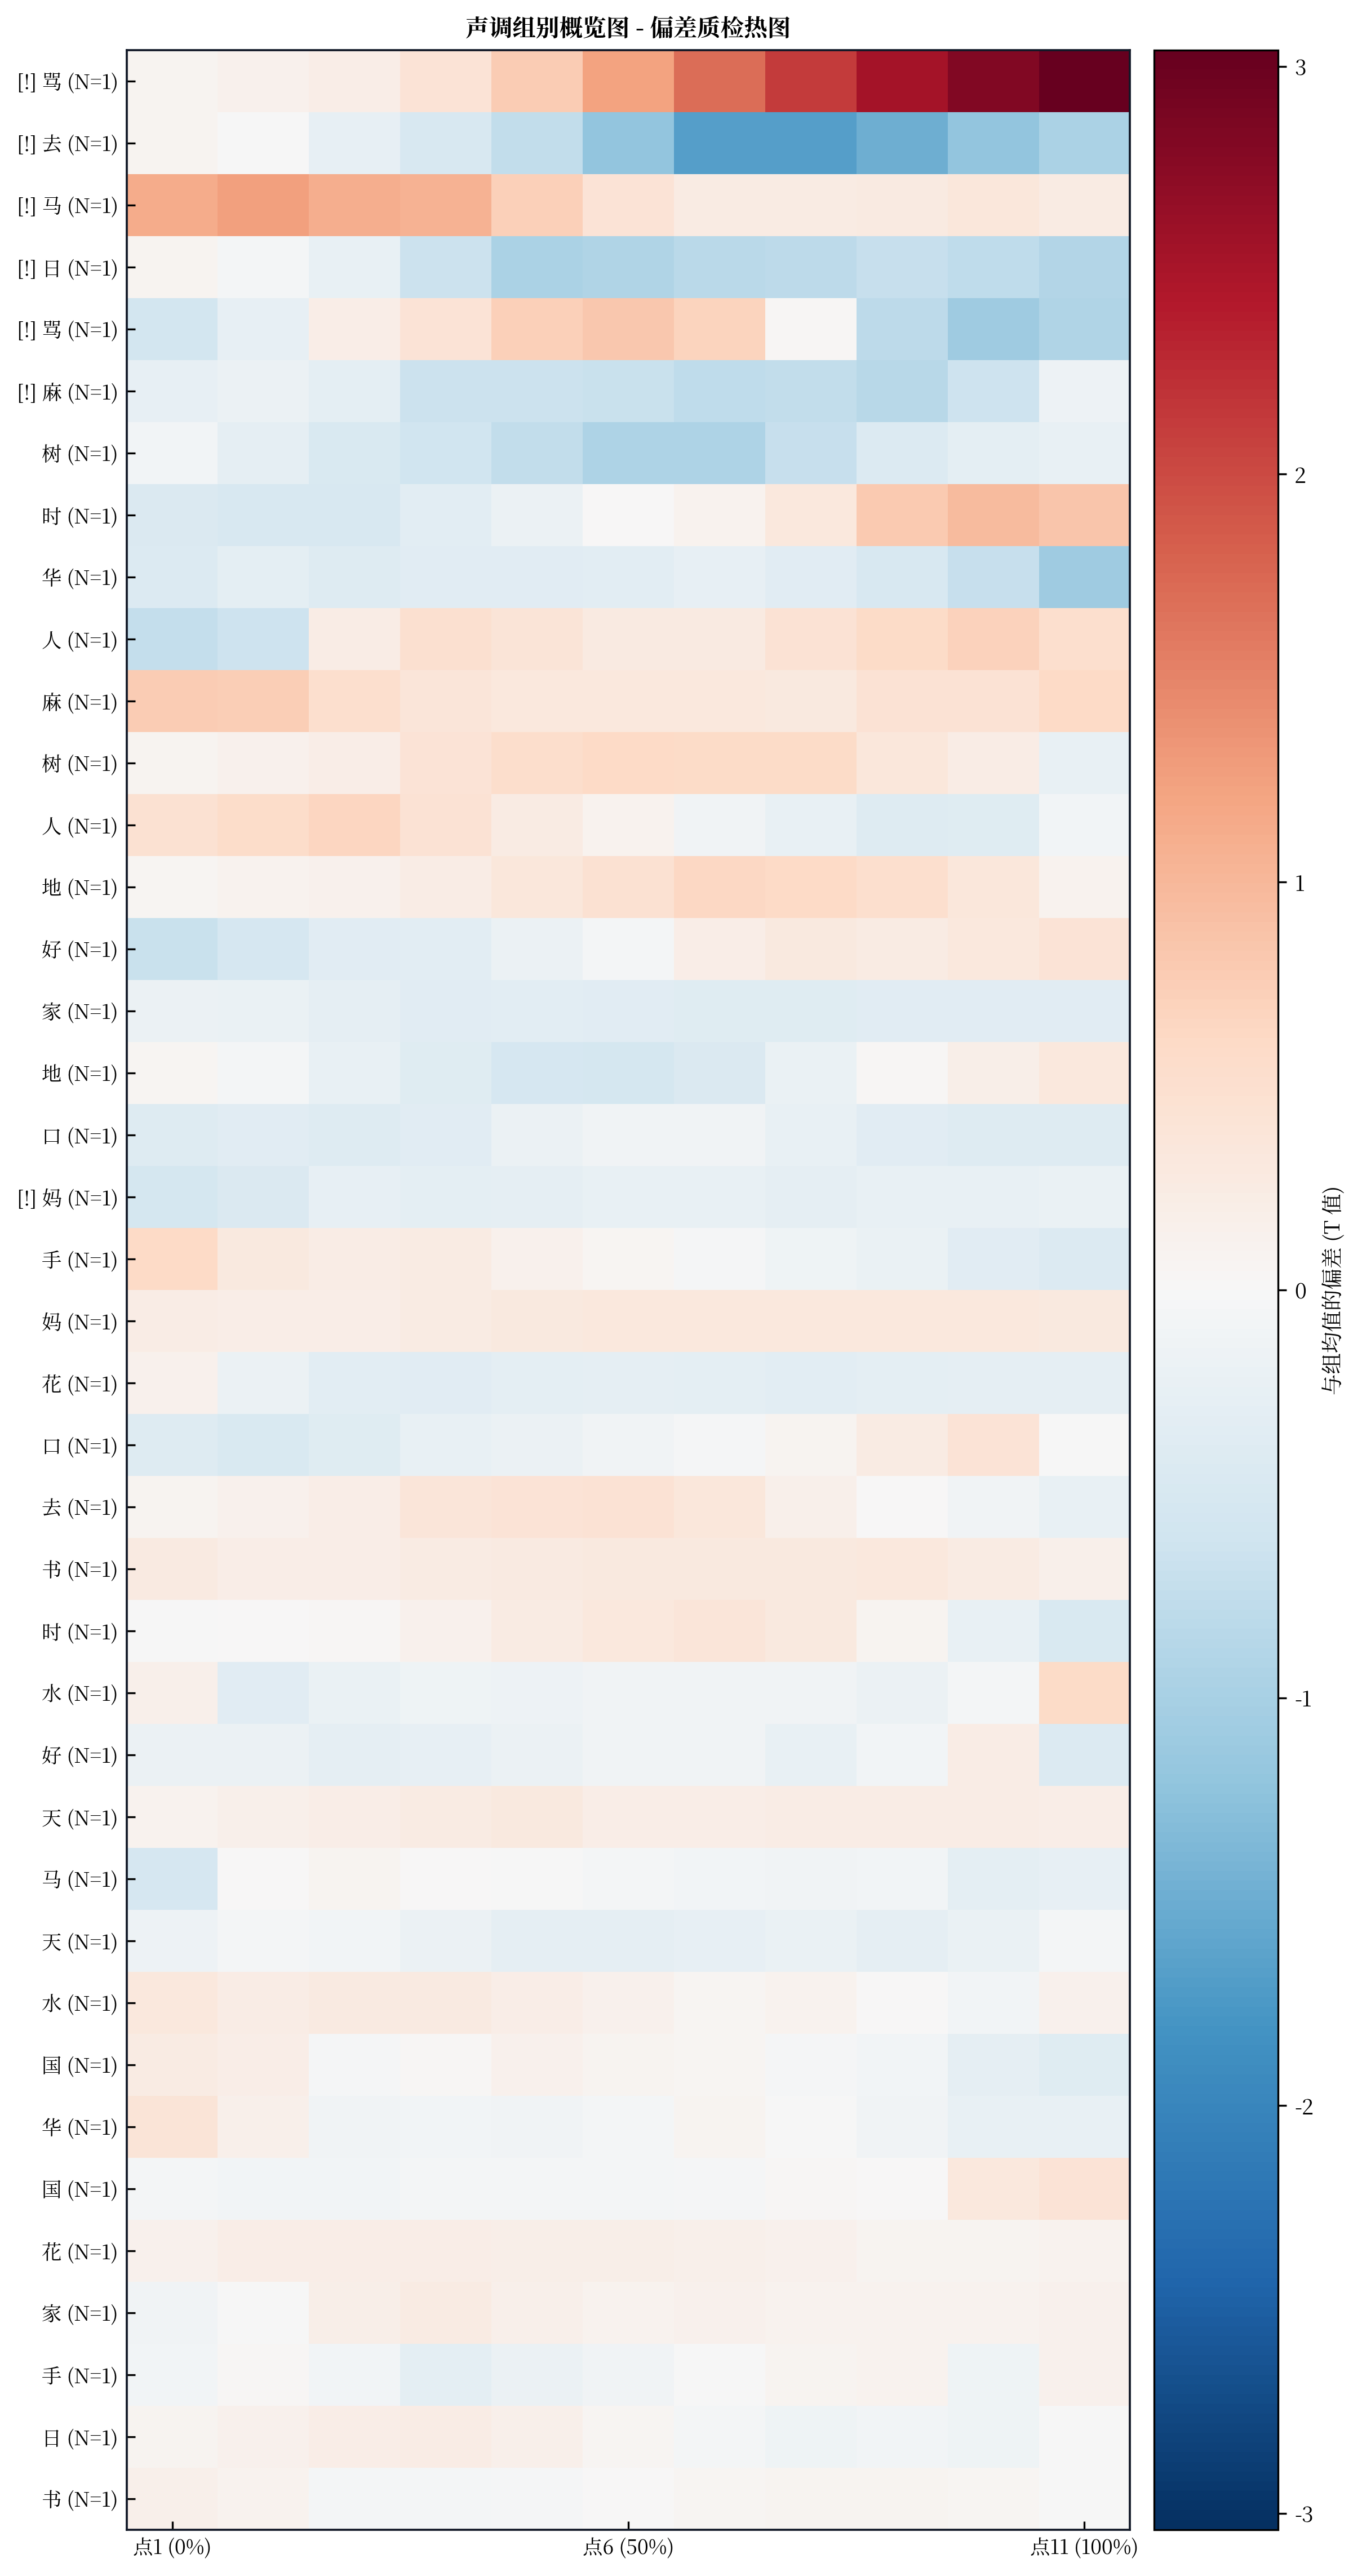 声调组别概览图 - 偏差质检热图
[!] 骂 (N=1)
[!] 去 (N=1)
[!] 马 (N=1)
[!] 日 (N=1)
[!] 骂 (N=1)
[!] 麻 (N=1)
树 (N=1)
时 (N=1)
华 (N=1)
人 (N=1)
麻 (N=1)
树 (N=1)
人 (N=1)
地 (N=1)
好 (N=1)
家 (N=1)
地 (N=1)
口 (N=1)
[!] 妈 (N=1)
手 (N=1)
妈 (N=1)
花 (N=1)
口 (N=1)
去 (N=1)
书 (N=1)
时 (N=1)
水 (N=1)
好 (N=1)
天 (N=1)
马 (N=1)
天 (N=1)
水 (N=1)
国 (N=1)
华 (N=1)
国 (N=1)
花 (N=1)
家 (N=1)
手 (N=1)
日 (N=1)
书 (N=1)
点1 (0%)
点6 (50%)
点11 (100%)
3
2
1
0
-1
-2
-3
与组均值的偏差 (T 值)